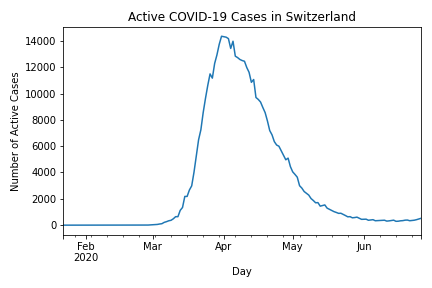 Active COVID-19 Cases in Switzerland
14000
12000
10000
8000
6000
4000
2000
0
Number of Active Cases
Feb Mar Apr May Jun
2020
Day